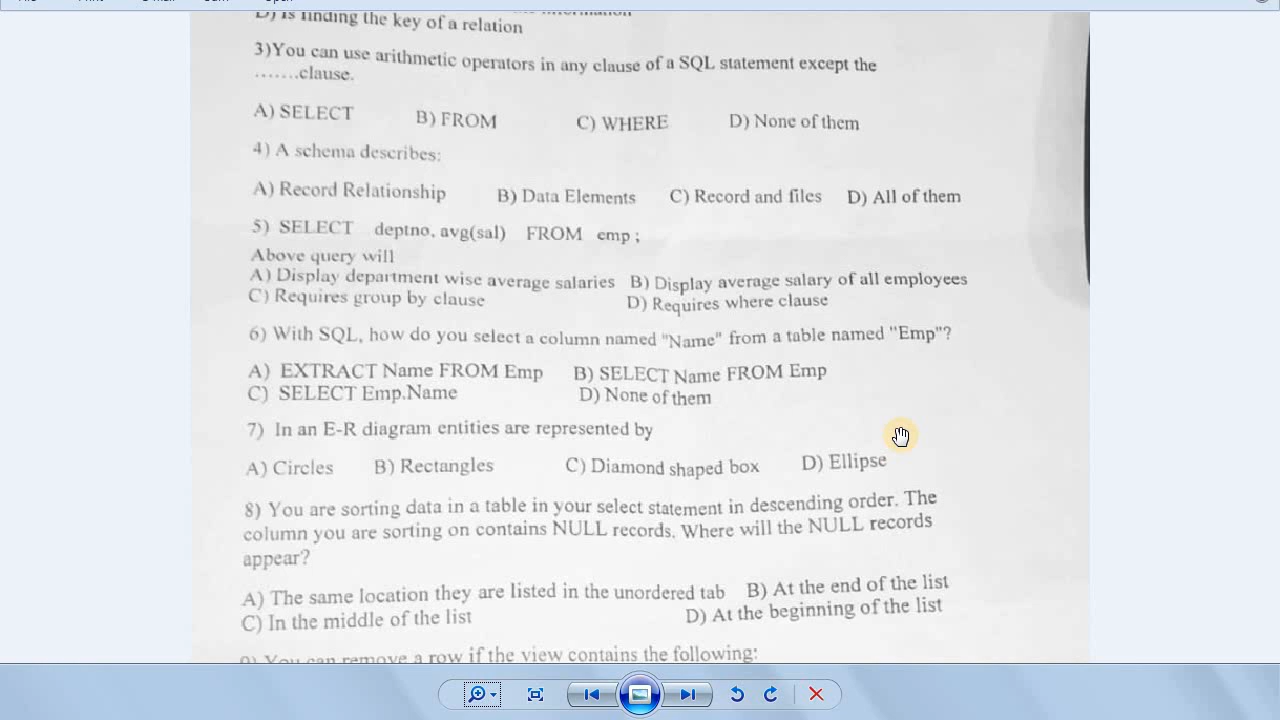 D) Is finding the key of a relation
3)You can use arithmetic operators in any clause of a SQL statement except the
.......clause.
A) SELECT B) FROM C) WHERE D) None of them
4) A schema describes:
A) Record Relationship B) Data Elements C) Record and files D) All of them
5) SELECT deptno, avg(sal) FROM emp ;
Above query will
A) Display department wise average salaries B) Display average salary of all employees
C) Requires group by clause D) Requires where clause
6) With SQL, how do you select a column named "Name" from a table named "Emp"?
A) EXTRACT Name FROM Emp B) SELECT Name FROM Emp
C) SELECT Emp.Name D) None of them
7) In an E-R diagram entities are represented by
A) Circles B) Rectangles C) Diamond shaped box D) Ellipse
8) You are sorting data in a table in your select statement in descending order. The
column you are sorting on contains NULL records. Where will the NULL records
appear?
A) The same location they are listed in the unordered tab B) At the end of the list
C) In the middle of the list D) At the beginning of the list
9) You can remove a row if the view contains the following: